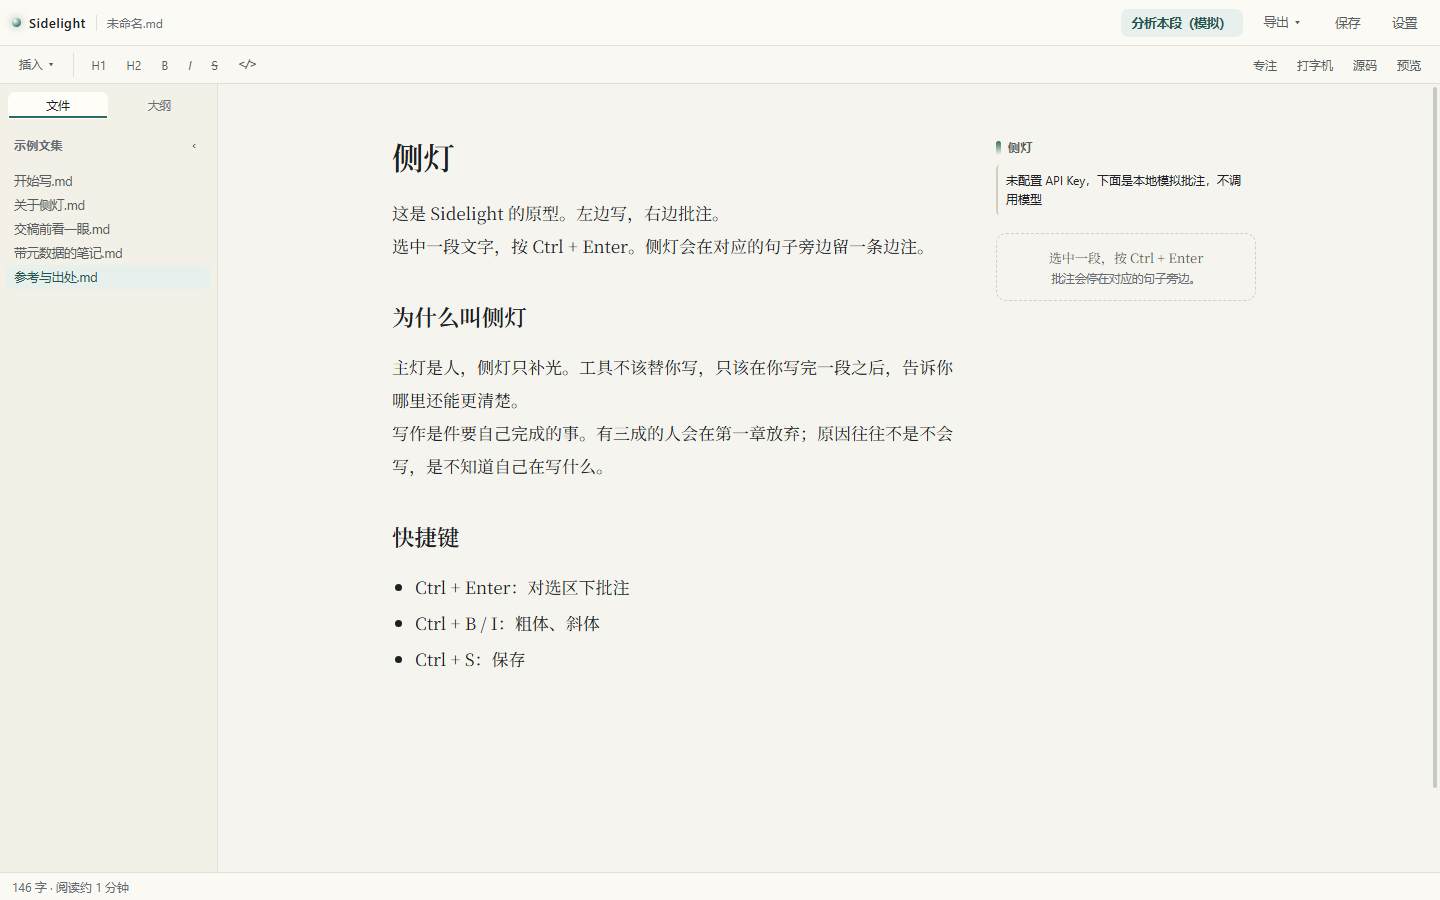 Sidelight 未命名.md 分析本段（模拟） 导出 保存 设置
插入 H1 H2 B I S </> 专注 打字机 源码 预览
文件 大纲
示例文集
开始写.md
关于侧灯.md
交稿前看一眼.md
带元数据的笔记.md
参考与出处.md
侧灯
这是 Sidelight 的原型。左边写，右边批注。
选中一段文字，按 Ctrl + Enter。侧灯会在对应的句子旁边留一条边注。
为什么叫侧灯
主灯是人，侧灯只补光。工具不该替你写，只该在你写完一段之后，告诉你
哪里还能更清楚。
写作是件要自己完成的事。有三成的人会在第一章放弃；原因往往不是不会
写，是不知道自己在写什么。
快捷键
Ctrl + Enter：对选区下批注
Ctrl + B / I：粗体、斜体
Ctrl + S：保存
侧灯
未配置 API Key，下面是本地模拟批注，不调
用模型
选中一段，按 Ctrl + Enter
批注会停在对应的句子旁边。
146 字 · 阅读约 1 分钟